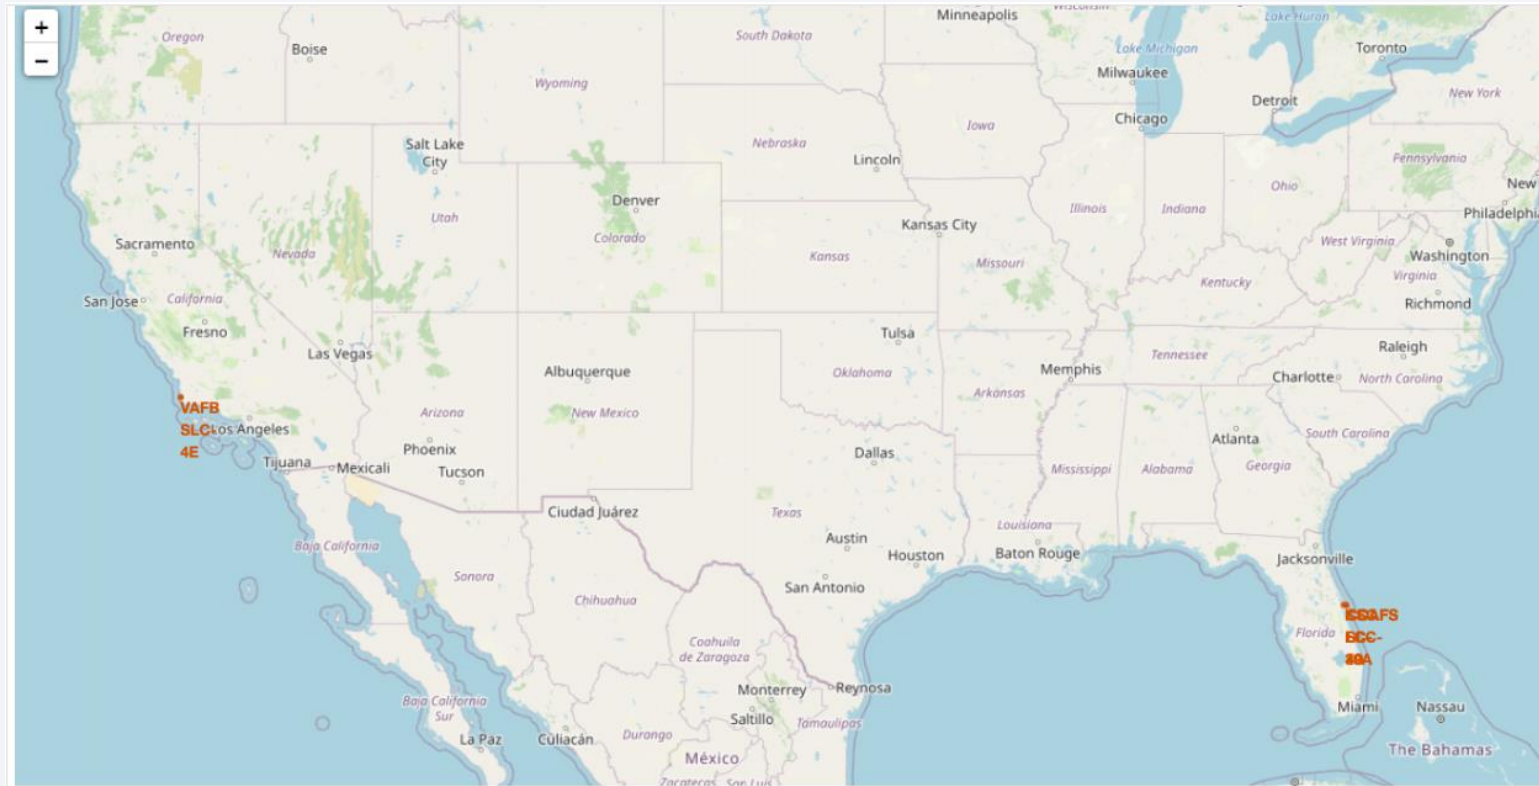 +
−
Oregon
Boise
Wyoming
South Dakota
Minneapolis
Lake Michigan
Lake Huron
Toronto
Milwaukee
Detroit
New York
Chicago
Iowa
Nebraska
Lincoln
Salt Lake
City
Pennsylvania
New
Philadelphi
Ohio
Illinois
Indiana
Denver
Utah
Colorado
Kansas City
Kansas
Missouri
West Virginia
Washington
Virginia
Kentucky
Richmond
Sacramento
Nevada
San Jose
California
Fresno
Las Vegas
Tulsa
Raleigh
Tennessee
Memphis
Charlotte
North Carolina
Albuquerque
Oklahoma
Arkansas
VAFB
SLC-
4E
Los Angeles
Arizona
New Mexico
Phoenix
Tucson
Tijuana
Mexicali
Dallas
Atlanta
South Carolina
Mississippi
Alabama
Georgia
Ciudad Juárez
Texas
Louisiana
Austin
Houston
Baton Rouge
Jacksonville
Baja California
Sonora
Chihuahua
San Antonio
Florida
Coahuila
de Zaragoza
Monterrey
Reynosa
Saltillo
Tamaulipas
Miami
Nassau
Baja California
Sur
La Paz
Culiacán
Durango
México
The Bahamas
Zacatecas
San Luis